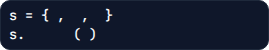 s = { ,  ,  }
s.      ( )